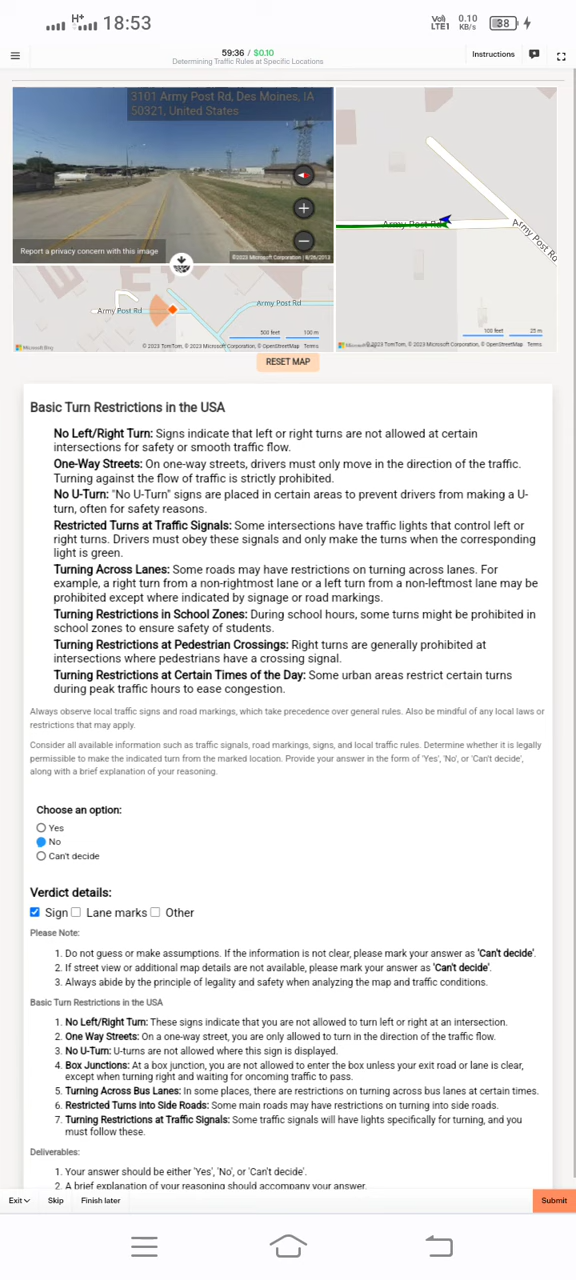 H+
18:53
Vo))
LTE1
0.10
KB/s
38
59:36 / $0.10
Determining Traffic Rules at Specific Locations
Instructions
3101 Army Post Rd, Des Moines, IA
50321, United States
Report a privacy concern with this image
©2023 Microsoft Corporation | 8/26/2013
Army Post Rd
Army Post Rd
500 feet
100 m
Microsoft Bing
© 2023 TomTom, © 2023 Microsoft Corporation, © OpenStreetMap Terms
Army Post Rd
Army Post Rd
100 feet
25 m
© 2023 TomTom, © 2023 Microsoft Corporation, © OpenStreetMap Terms
RESET MAP
Basic Turn Restrictions in the USA
No Left/Right Turn: Signs indicate that left or right turns are not allowed at certain
intersections for safety or smooth traffic flow.
One-Way Streets: On one-way streets, drivers must only move in the direction of the traffic.
Turning against the flow of traffic is strictly prohibited.
No U-Turn: "No U-Turn" signs are placed in certain areas to prevent drivers from making a U-
turn, often for safety reasons.
Restricted Turns at Traffic Signals: Some intersections have traffic lights that control left or
right turns. Drivers must obey these signals and only make the turns when the corresponding
light is green.
Turning Across Lanes: Some roads may have restrictions on turning across lanes. For
example, a right turn from a non-rightmost lane or a left turn from a non-leftmost lane may be
prohibited except where indicated by signage or road markings.
Turning Restrictions in School Zones: During school hours, some turns might be prohibited in
school zones to ensure safety of students.
Turning Restrictions at Pedestrian Crossings: Right turns are generally prohibited at
intersections where pedestrians have a crossing signal.
Turning Restrictions at Certain Times of the Day: Some urban areas restrict certain turns
during peak traffic hours to ease congestion.
Always observe local traffic signs and road markings, which take precedence over general rules. Also be mindful of any local laws or
restrictions that may apply.
Consider all available information such as traffic signals, road markings, signs, and local traffic rules. Determine whether it is legally
permissible to make the indicated turn from the marked location. Provide your answer in the form of 'Yes', 'No', or 'Can't decide',
along with a brief explanation of your reasoning.
Choose an option:
Yes
No
Can't decide
Verdict details:
Sign Lane marks Other
Please Note:
1. Do not guess or make assumptions. If the information is not clear, please mark your answer as 'Can't decide'.
2. If street view or additional map details are not available, please mark your answer as 'Can't decide'.
3. Always abide by the principle of legality and safety when analyzing the map and traffic conditions.
Basic Turn Restrictions in the USA
1. No Left/Right Turn: These signs indicate that you are not allowed to turn left or right at an intersection.
2. One Way Streets: On a one-way street, you are only allowed to turn in the direction of the traffic flow.
3. No U-Turn: U-turns are not allowed where this sign is displayed.
4. Box Junctions: At a box junction, you are not allowed to enter the box unless your exit road or lane is clear,
except when turning right and waiting for oncoming traffic to pass.
5. Turning Across Bus Lanes: In some places, there are restrictions on turning across bus lanes at certain times.
6. Restricted Turns into Side Roads: Some main roads may have restrictions on turning into side roads.
7. Turning Restrictions at Traffic Signals: Some traffic signals will have lights specifically for turning, and you
must follow these.
Deliverables:
1. Your answer should be either 'Yes', 'No', or 'Can't decide'.
2. A brief explanation of your reasoning should accompany your answer.
Exit
Skip
Finish later
Submit